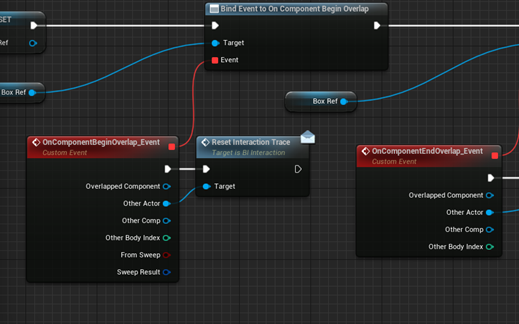 SET
Ref
Bind Event to On Component Begin Overlap
Target
Event
Box Ref
Box Ref
OnComponentBeginOverlap_Event
Custom Event
Overlapped Component
Other Actor
Other Comp
Other Body Index
From Sweep
Sweep Result
Reset Interaction Trace
Target is BI Interaction
Target
OnComponentEndOverlap_Event
Custom Event
Overlapped Component
Other Actor
Other Comp
Other Body Index